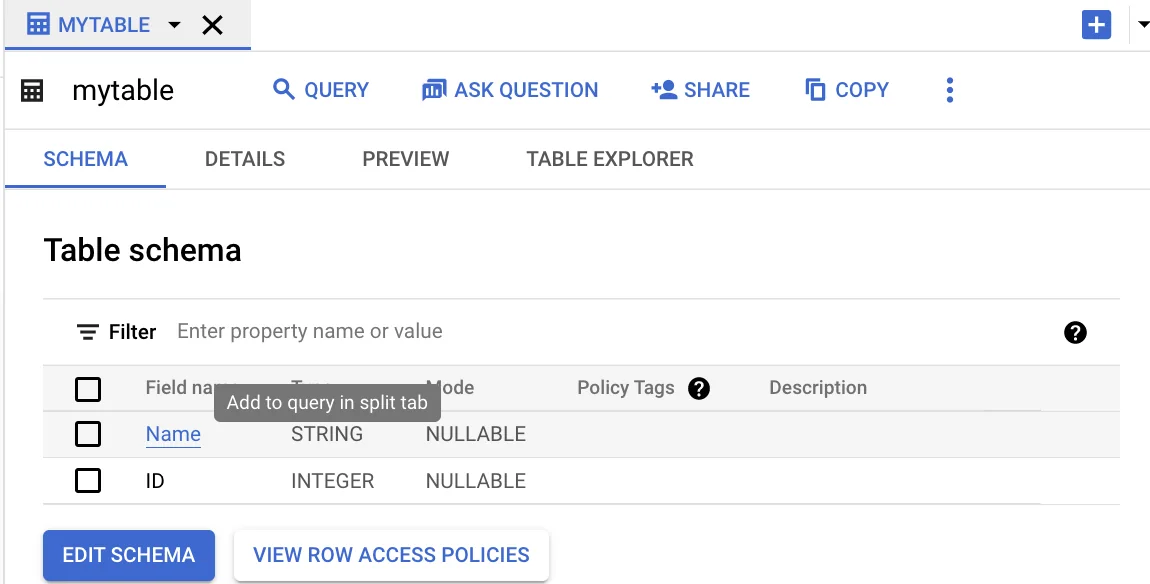 MYTABLE
mytable QUERY ASK QUESTION SHARE COPY
SCHEMA DETAILS PREVIEW TABLE EXPLORER
Table schema
Filter Enter property name or value
Field Mode Policy Tags Description
Add to query in split tab
Name STRING NULLABLE
ID INTEGER NULLABLE
EDIT SCHEMA VIEW ROW ACCESS POLICIES